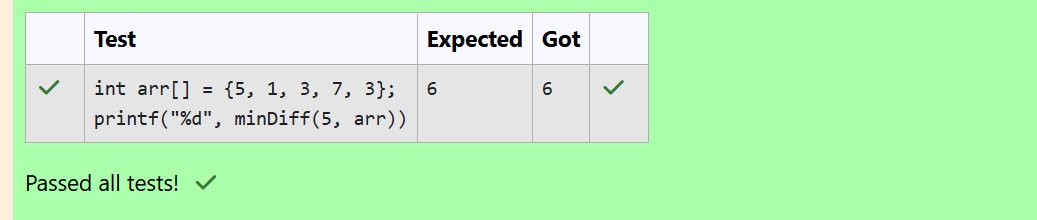 Test Expected Got
int arr[] = {5, 1, 3, 7, 3}; 6 6
printf("%d", minDiff(5, arr))
Passed all tests!